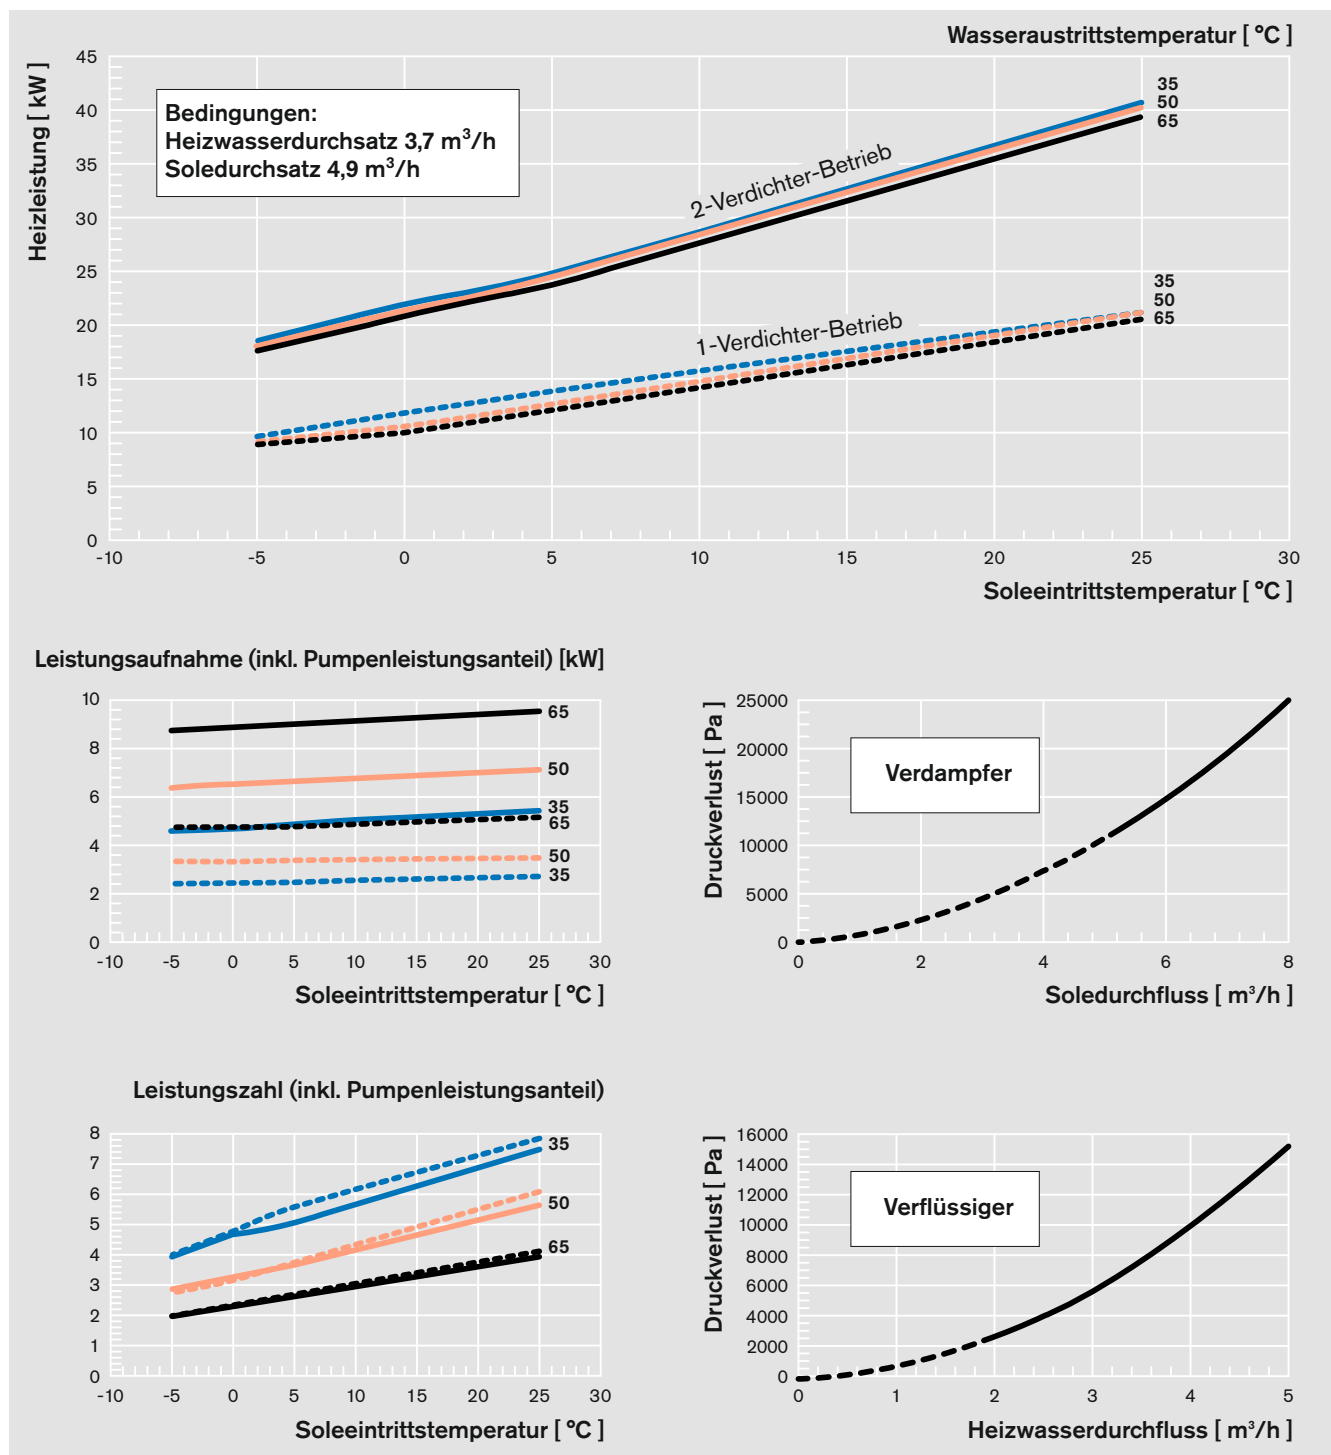 Wasseraustrittstemperatur [ °C ]
Heizleistung [ kW ]
45
40
35
30
25
20
15
10
5
0
Bedingungen:
Heizwasserdurchsatz 3,7 m³/h
Soledurchsatz 4,9 m³/h
2-Verdichter-Betrieb
35
50
65
1-Verdichter-Betrieb
35
50
65
-10 -5 0 5 10 15 20 25 30
Soleeintrittstemperatur [ °C ]
Leistungsaufnahme (inkl. Pumpenleistungsanteil) [kW]
10
8
6
4
2
0
65
50
35
65
50
35
-10 -5 0 5 10 15 20 25 30
Soleeintrittstemperatur [ °C ]
Druckverlust [ Pa ]
25000
20000
15000
10000
5000
0
Verdampfer
0 2 4 6 8
Soledurchfluss [ m³/h ]
Leistungszahl (inkl. Pumpenleistungsanteil)
8
7
6
5
4
3
2
1
0
35
50
65
-10 -5 0 5 10 15 20 25 30
Soleeintrittstemperatur [ °C ]
Druckverlust [ Pa ]
16000
14000
12000
10000
8000
6000
4000
2000
0
Verflüssiger
0 1 2 3 4 5
Heizwasserdurchfluss [ m³/h ]